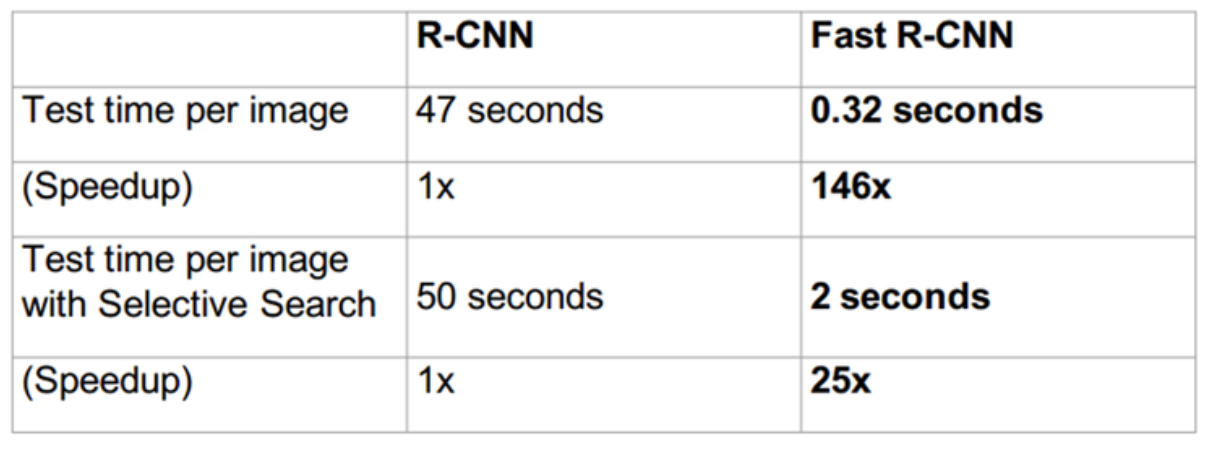 R-CNN Fast R-CNN
Test time per image 47 seconds 0.32 seconds
(Speedup) 1x 146x
Test time per image
with Selective Search 50 seconds 2 seconds
(Speedup) 1x 25x